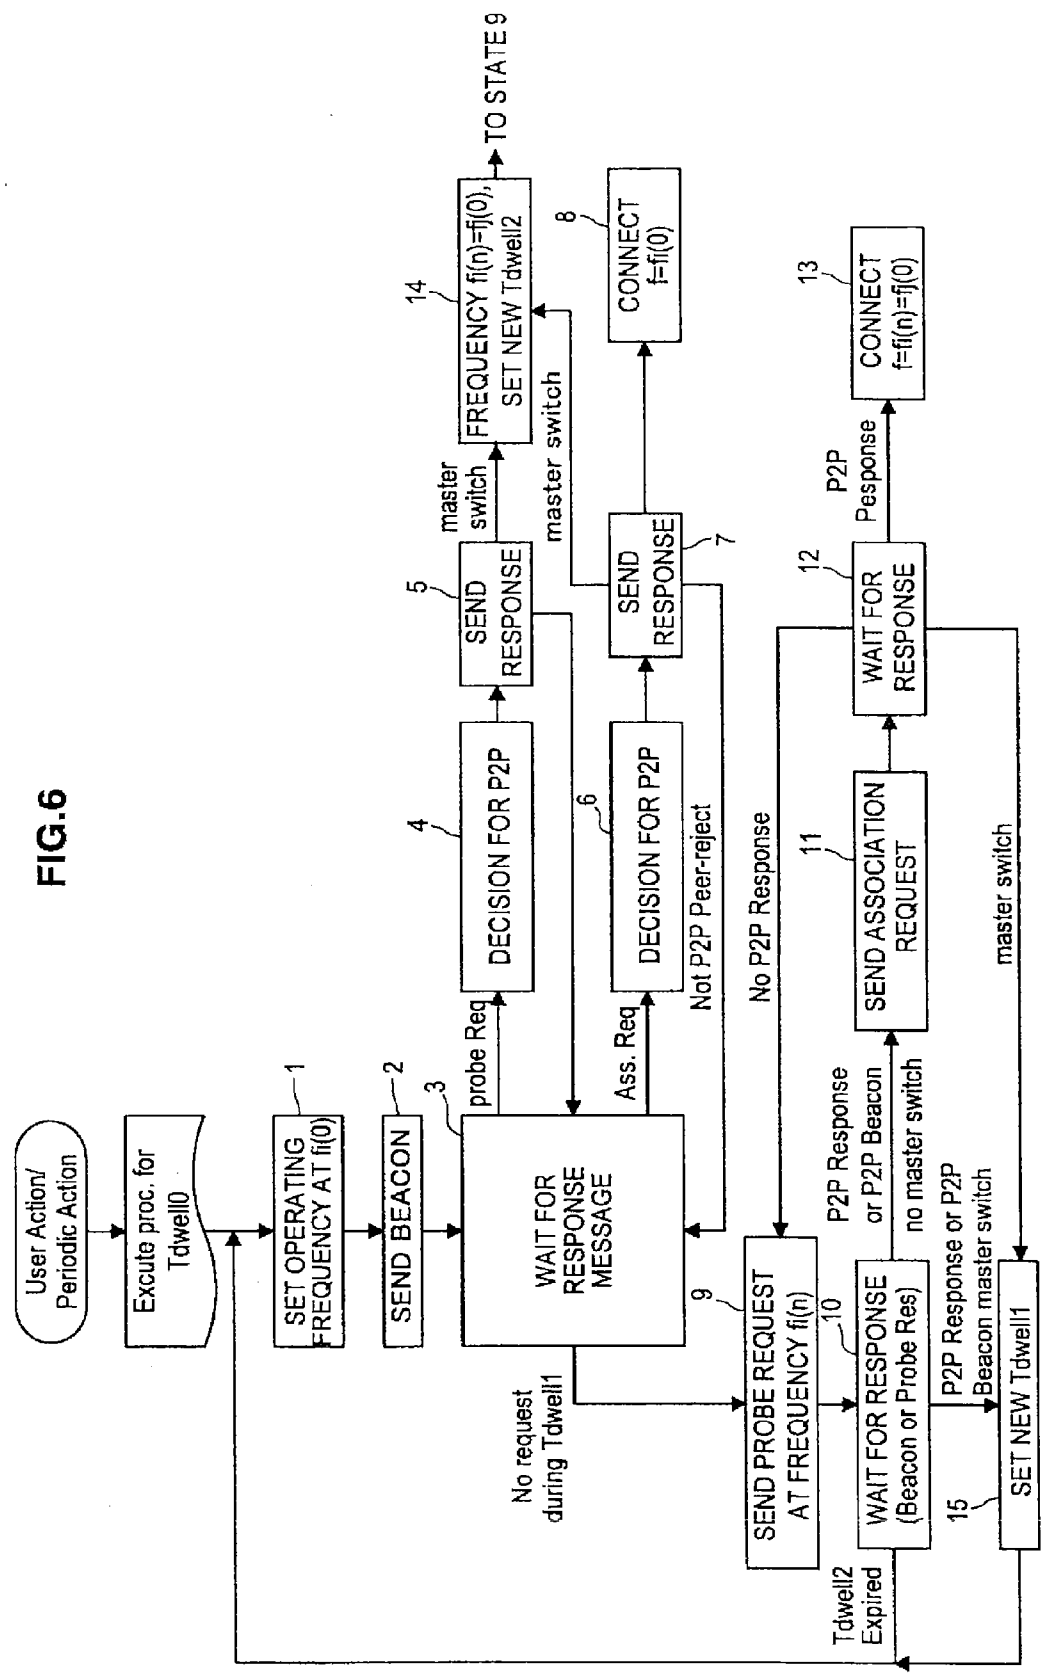 FIG.6
User Action/
Periodic Action
Excute proc. for
Tdwell0
1
SET OPERATING
FREQUENCY AT fi(0)
2
SEND BEACON
3
WAIT FOR
RESPONSE
MESSAGE
probe Req
4
DECISION FOR P2P
5
SEND
RESPONSE
master
switch
14
FREQUENCY fi(n)=fj(0),
SET NEW Tdwell2
TO STATE 9
Ass. Req
6
DECISION FOR P2P
7
SEND
RESPONSE
master switch
8
CONNECT
f=fi(0)
Not P2P Peer-reject
No request
during Tdwell1
9
SEND PROBE REQUEST
AT FREQUENCY fi(n)
No P2P Response
10
WAIT FOR RESPONSE
(Beacon or Probe Res)
Tdwell2
Expired
P2P Response
or P2P Beacon
no master switch
11
SEND ASSOCIATION
REQUEST
12
WAIT FOR
RESPONSE
P2P
Pesponse
13
CONNECT
f=fi(n)=fj(0)
P2P Response or P2P
Beacon master switch
master switch
15
SET NEW Tdwell1